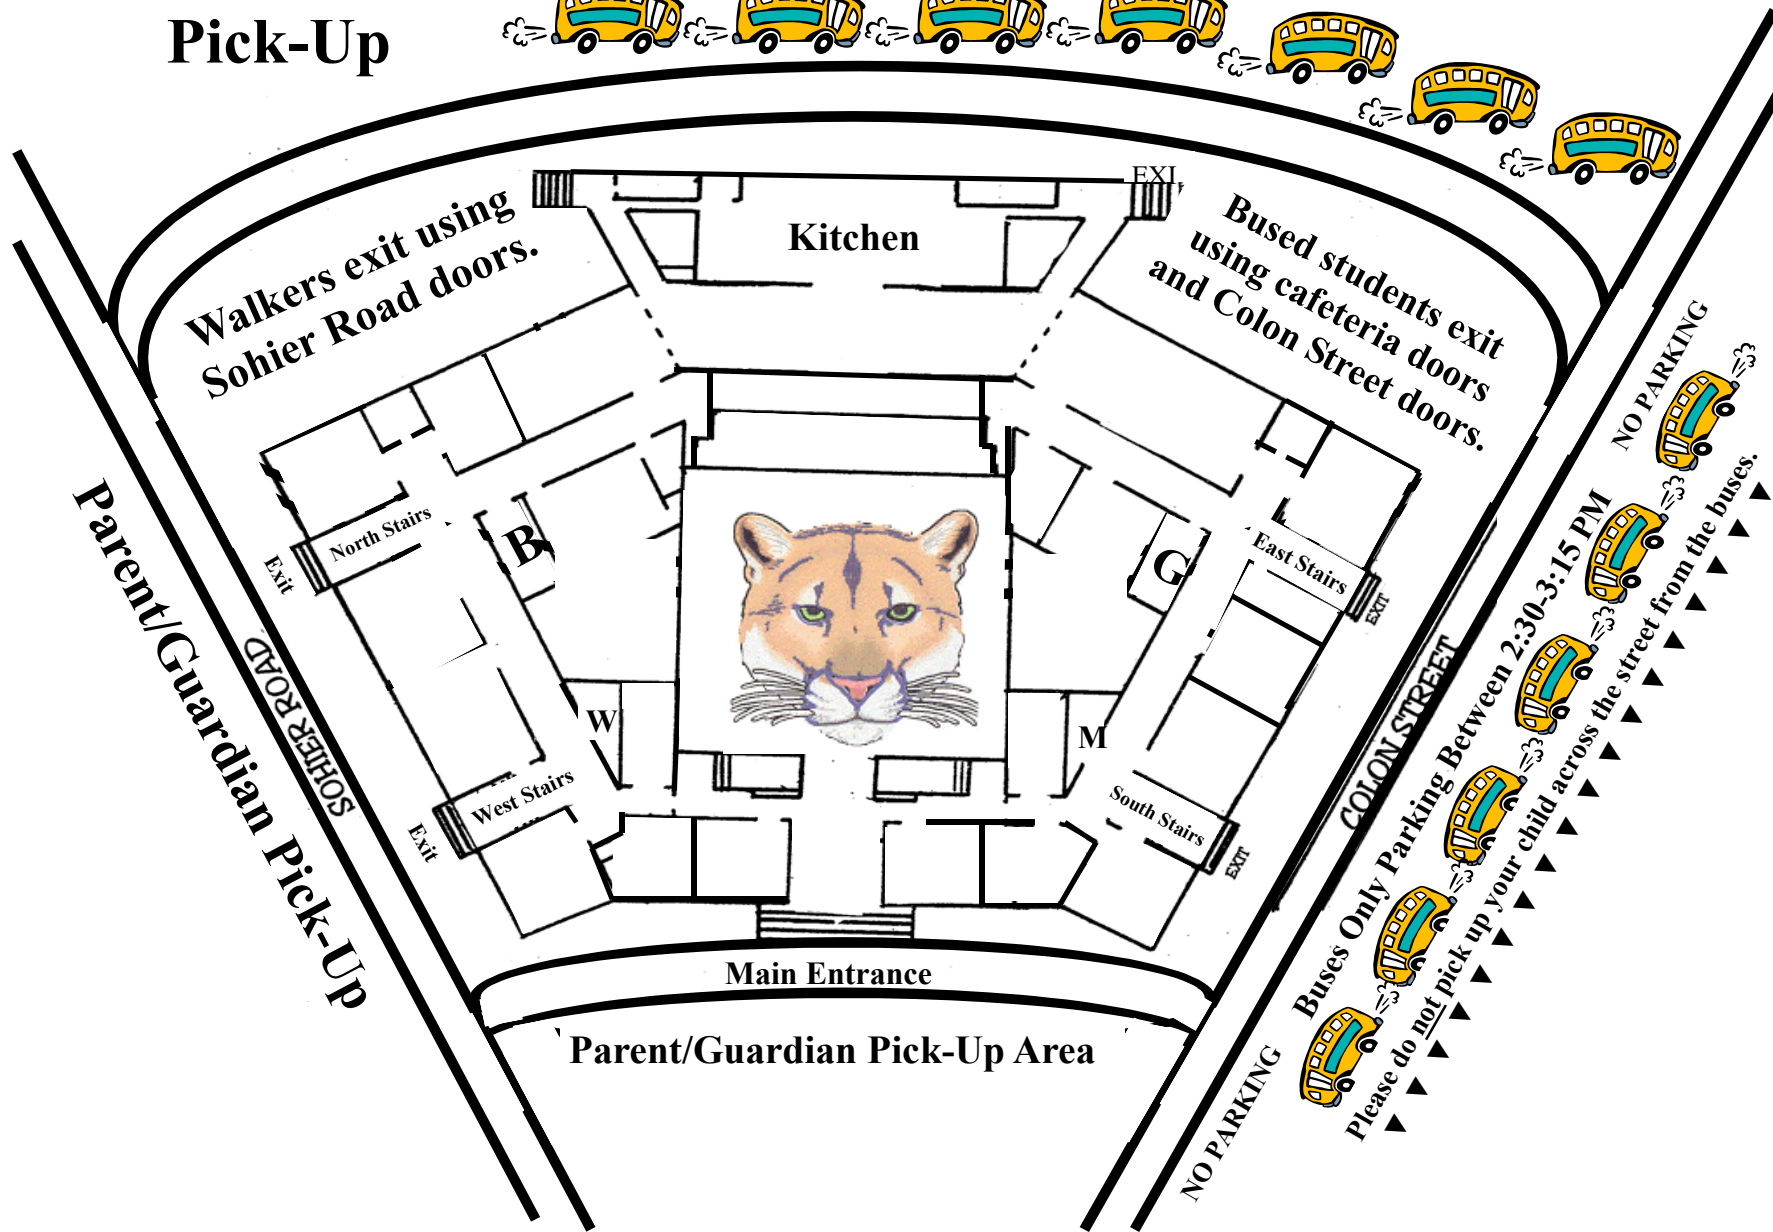 Pick-Up
EXI
Kitchen
Walkers exit using
Sohier Road doors.
Bused students exit
using cafeteria doors
and Colon Street doors.
NO PARKING
North Stairs
Exit
B
G
East Stairs
EXIT
Parent/Guardian Pick-Up
SOHIER ROAD
W
M
West Stairs
Exit
South Stairs
EXIT
COLON STREET
Buses Only Parking Between 2:30-3:15 PM
Please do not pick up your child across the street from the buses.
Main Entrance
Parent/Guardian Pick-Up Area
NO PARKING